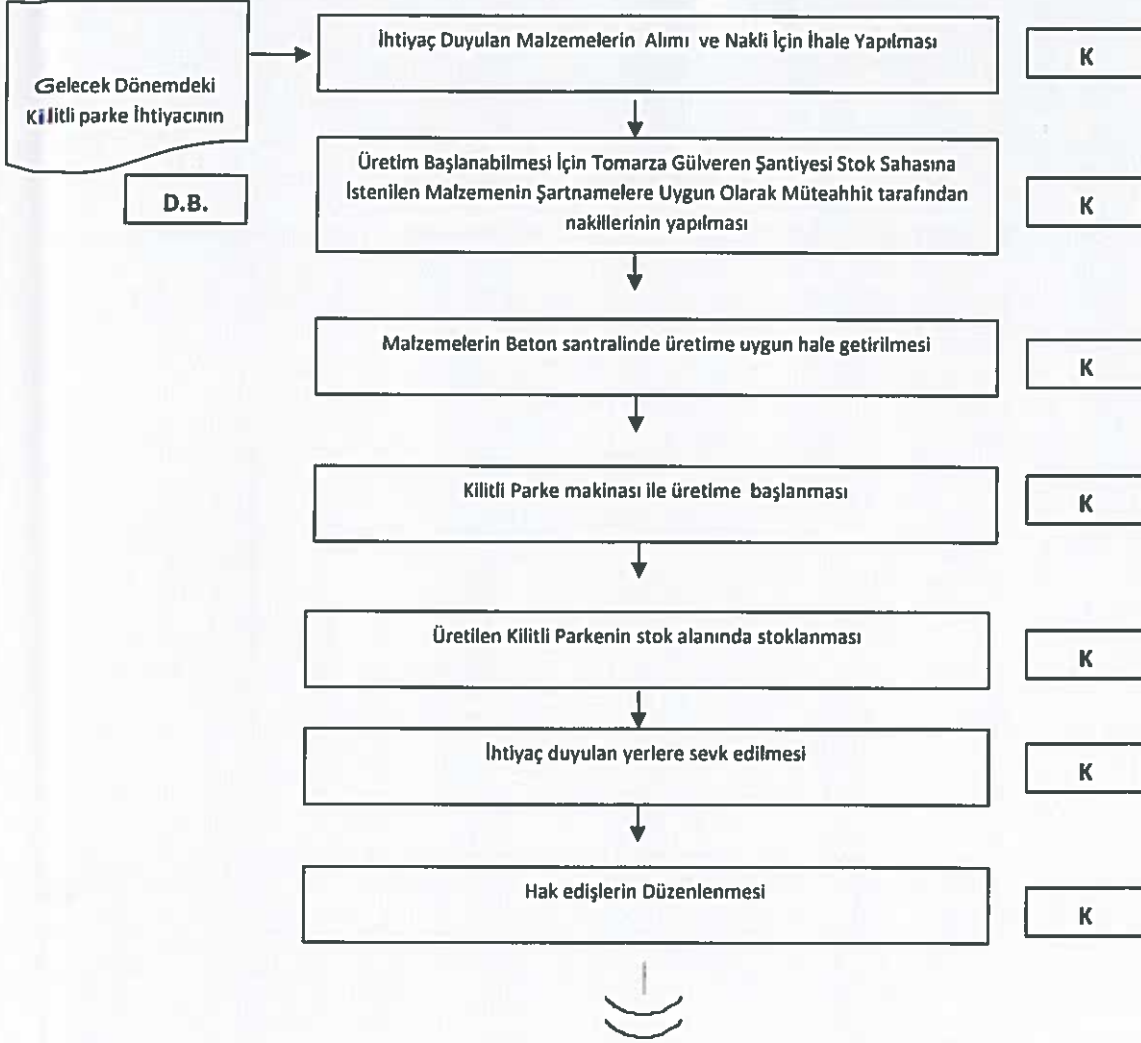 Gelecek Dönemdeki
Kilitli parke İhtiyacının
D.B.
İhtiyaç Duyulan Malzemelerin Alımı ve Nakli İçin İhale Yapılması
K
Üretim Başlanabilmesi İçin Tomarza Gülveren Şantiyesi Stok Sahasına
İstenilen Malzemenin Şartnamelere Uygun Olarak Müteahhit tarafından
nakillerinin yapılması
K
Malzemelerin Beton santralinde üretime uygun hale getirilmesi
K
Kilitli Parke makinası ile üretime başlanması
K
Üretilen Kilitli Parkenin stok alanında stoklanması
K
İhtiyaç duyulan yerlere sevk edilmesi
K
Hak edişlerin Düzenlenmesi
K